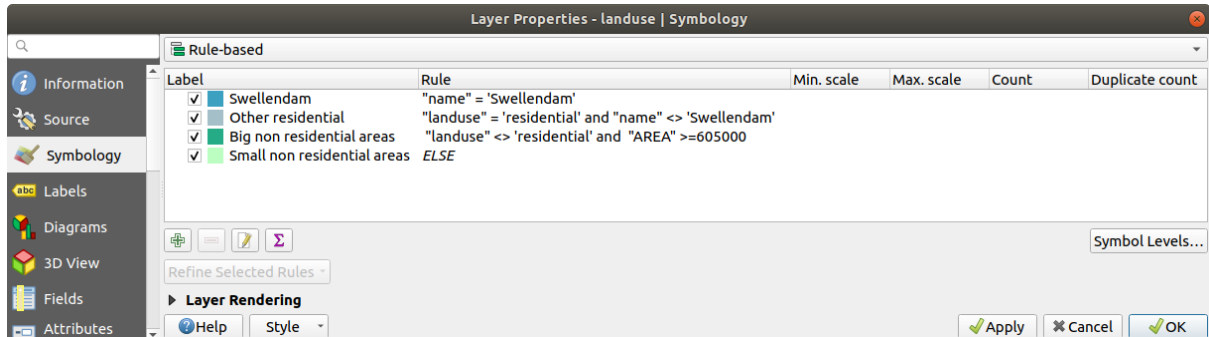 Layer Properties - landuse | Symbology
Rule-based
Information
Source
Symbology
Labels
Diagrams
3D View
Fields
Attributes
Label Rule Min. scale Max. scale Count Duplicate count
Swellendam "name" = 'Swellendam'
Other residential "landuse" = 'residential' and "name" <> 'Swellendam'
Big non residential areas "landuse" <> 'residential' and "AREA" >=605000
Small non residential areas ELSE
Symbol Levels...
Refine Selected Rules
Layer Rendering
Help Style Apply Cancel OK